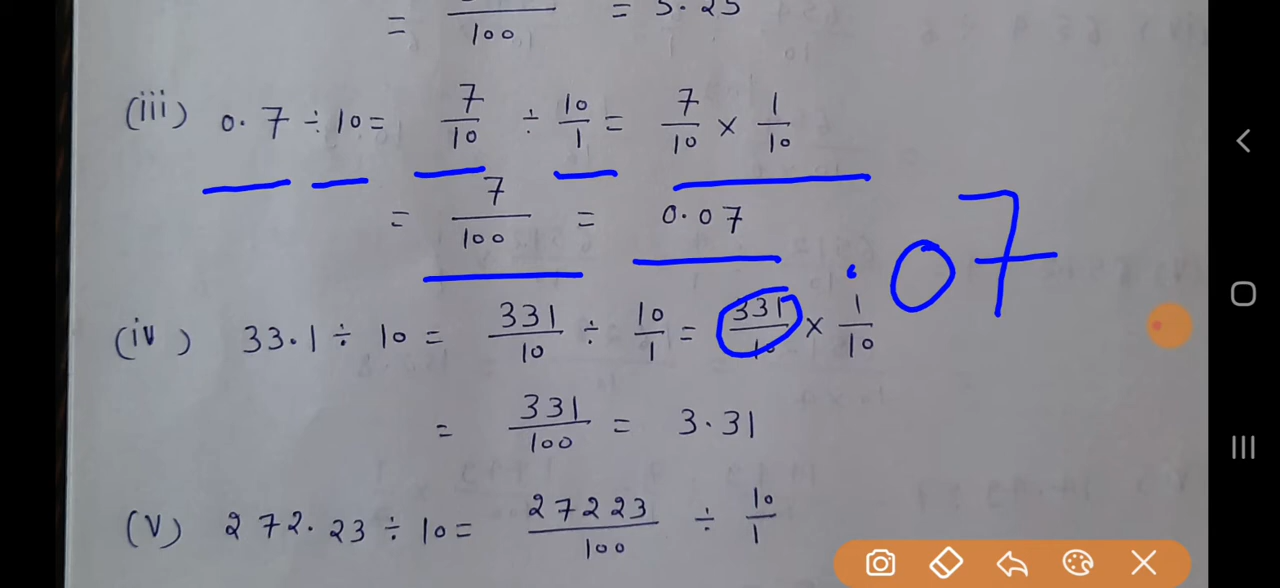 = /100 = 5.25
(iii) 0.7 ÷ 10 = 7/10 ÷ 10/1 = 7/10 × 1/10
= 7/100 = 0.07
.07
(iv) 33.1 ÷ 10 = 331/10 ÷ 10/1 = 331/10 × 1/10
= 331/100 = 3.31
(V) 272.23 ÷ 10 = 27223/100 ÷ 10/1